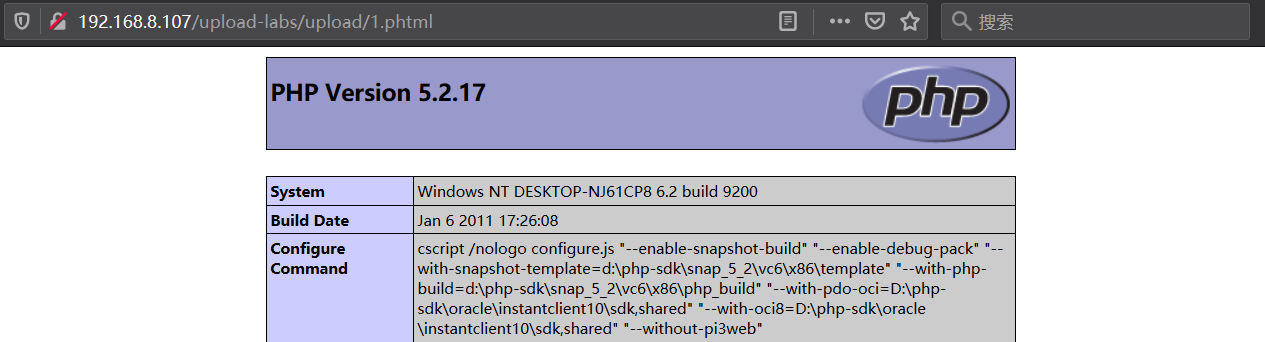 192.168.8.107/upload-labs/upload/1.phtml
搜索
PHP Version 5.2.17
php
System
Windows NT DESKTOP-NJ61CP8 6.2 build 9200
Build Date
Jan 6 2011 17:26:08
Configure
Command
cscript /nologo configure.js "--enable-snapshot-build" "--enable-debug-pack" "--
with-snapshot-template=d:\php-sdk\snap_5_2\vc6\x86\template" "--with-php-
build=d:\php-sdk\snap_5_2\vc6\x86\php_build" "--with-pdo-oci=D:\php-
sdk\oracle\instantclient10\sdk,shared" "--with-oci8=D:\php-sdk\oracle
\instantclient10\sdk,shared" "--without-pi3web"